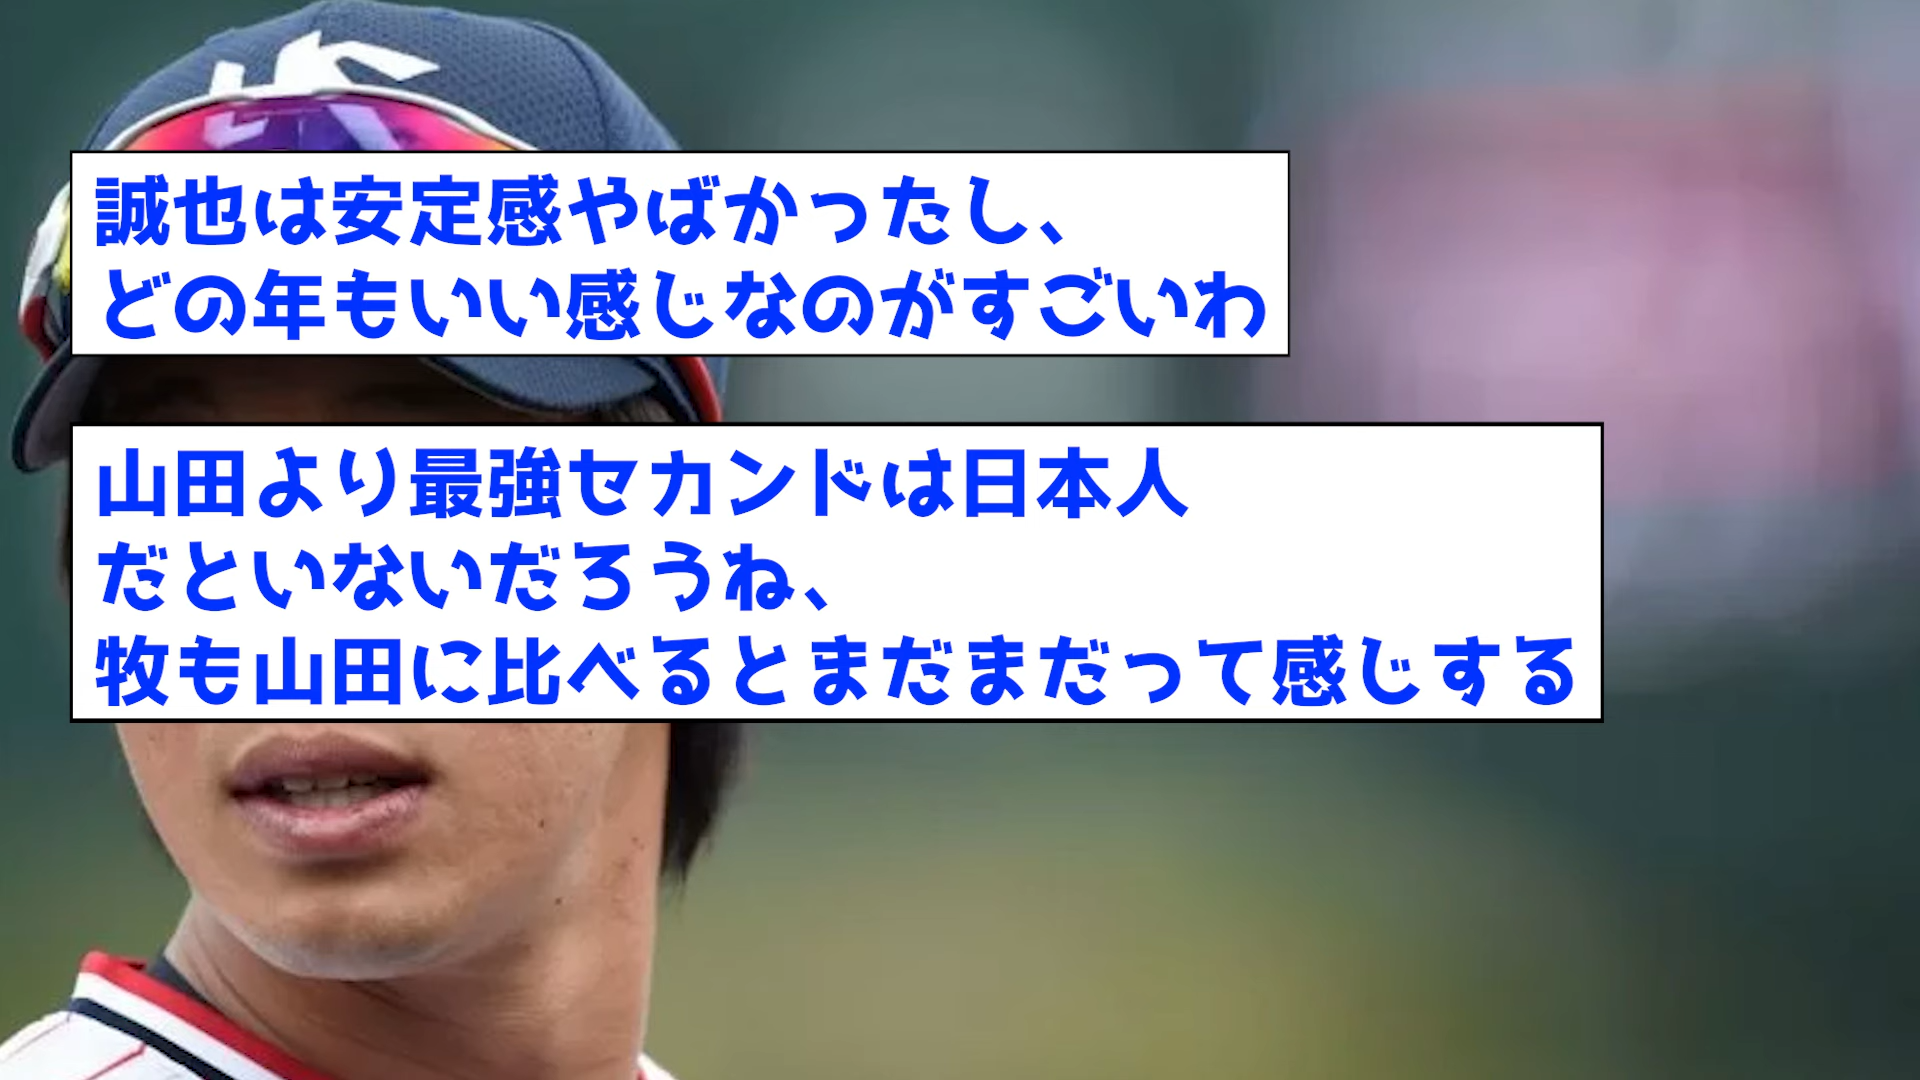 誠也は安定感やばかったし、
どの年もいい感じなのがすごいわ
山田より最強セカンドは日本人
だといないだろうね、
牧も山田に比べるとまだまだって感じする